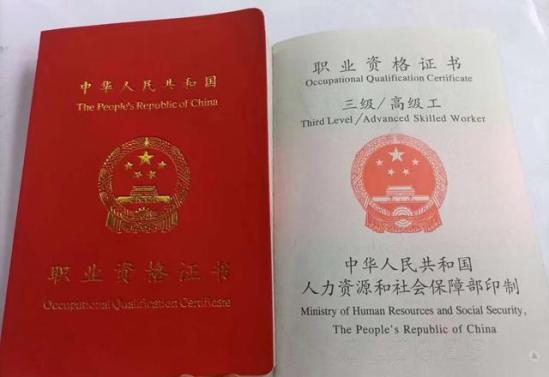 中华人民共和国
The People's Republic of China
职业资格证书
Occupational Qualification Certificate
职业资格证书
Occupational Qualification Certificate
三级/高级工
Third Level/Advanced Skilled Worker
中华人民共和国
人力资源和社会保障部印制
Ministry of Human Resources and Social Security,
The People's Republic of China